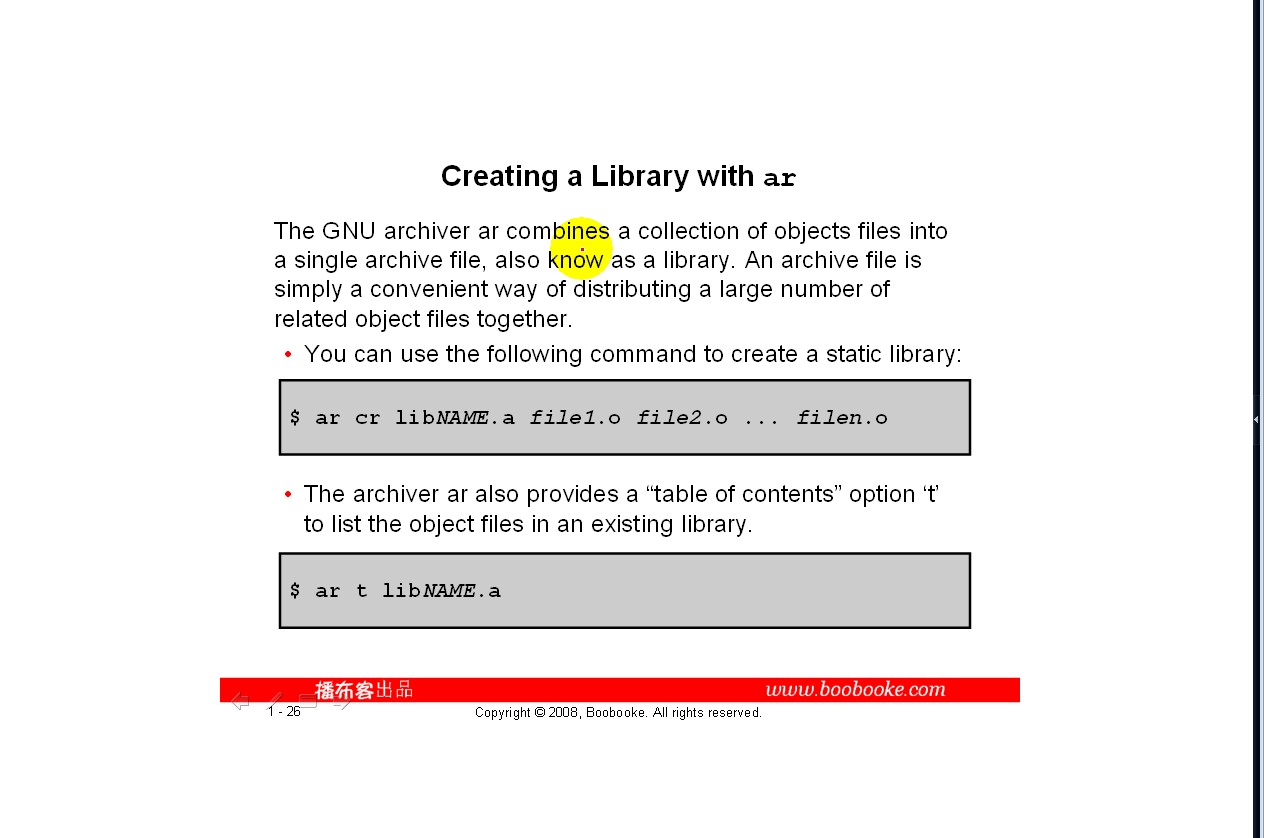 Creating a Library with ar
The GNU archiver ar combines a collection of objects files into
a single archive file, also know as a library. An archive file is
simply a convenient way of distributing a large number of
related object files together.
• You can use the following command to create a static library:
$ ar cr libNAME.a file1.o file2.o ... filen.o
• The archiver ar also provides a “table of contents” option ‘t’
to list the object files in an existing library.
$ ar t libNAME.a
播布客出品 www.boobooke.com
1 - 26 Copyright © 2008, Boobooke. All rights reserved.